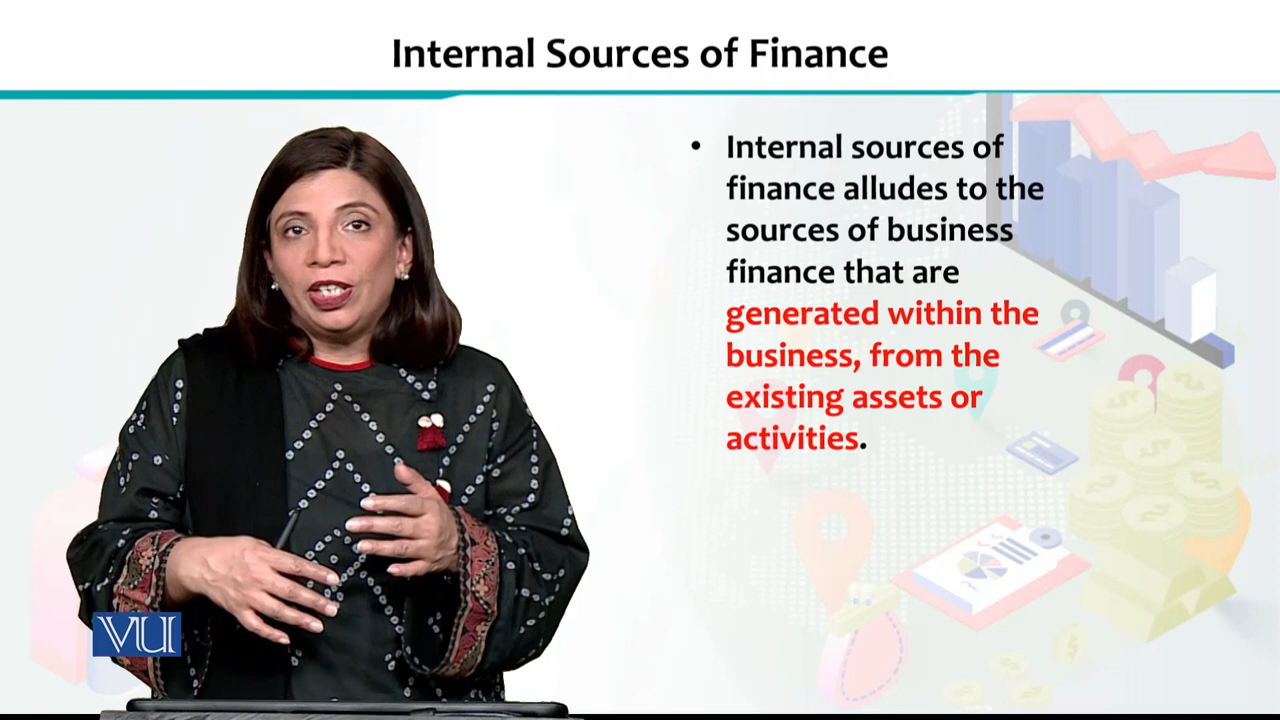 Internal Sources of Finance
• Internal sources of
finance alludes to the
sources of business
finance that are
generated within the
business, from the
existing assets or
activities.
VU